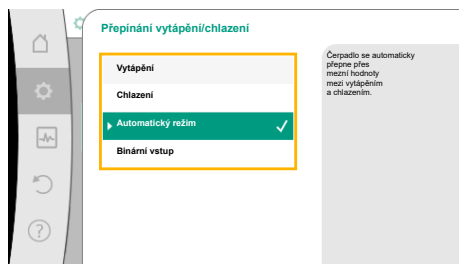 Přepínání vytápění/chlazení
Vytápění
Chlazení
Automatický režim
Binární vstup
Čerpadlo se automaticky
přepne přes
mezní hodnoty
mezi vytápěním
a chlazením.
?